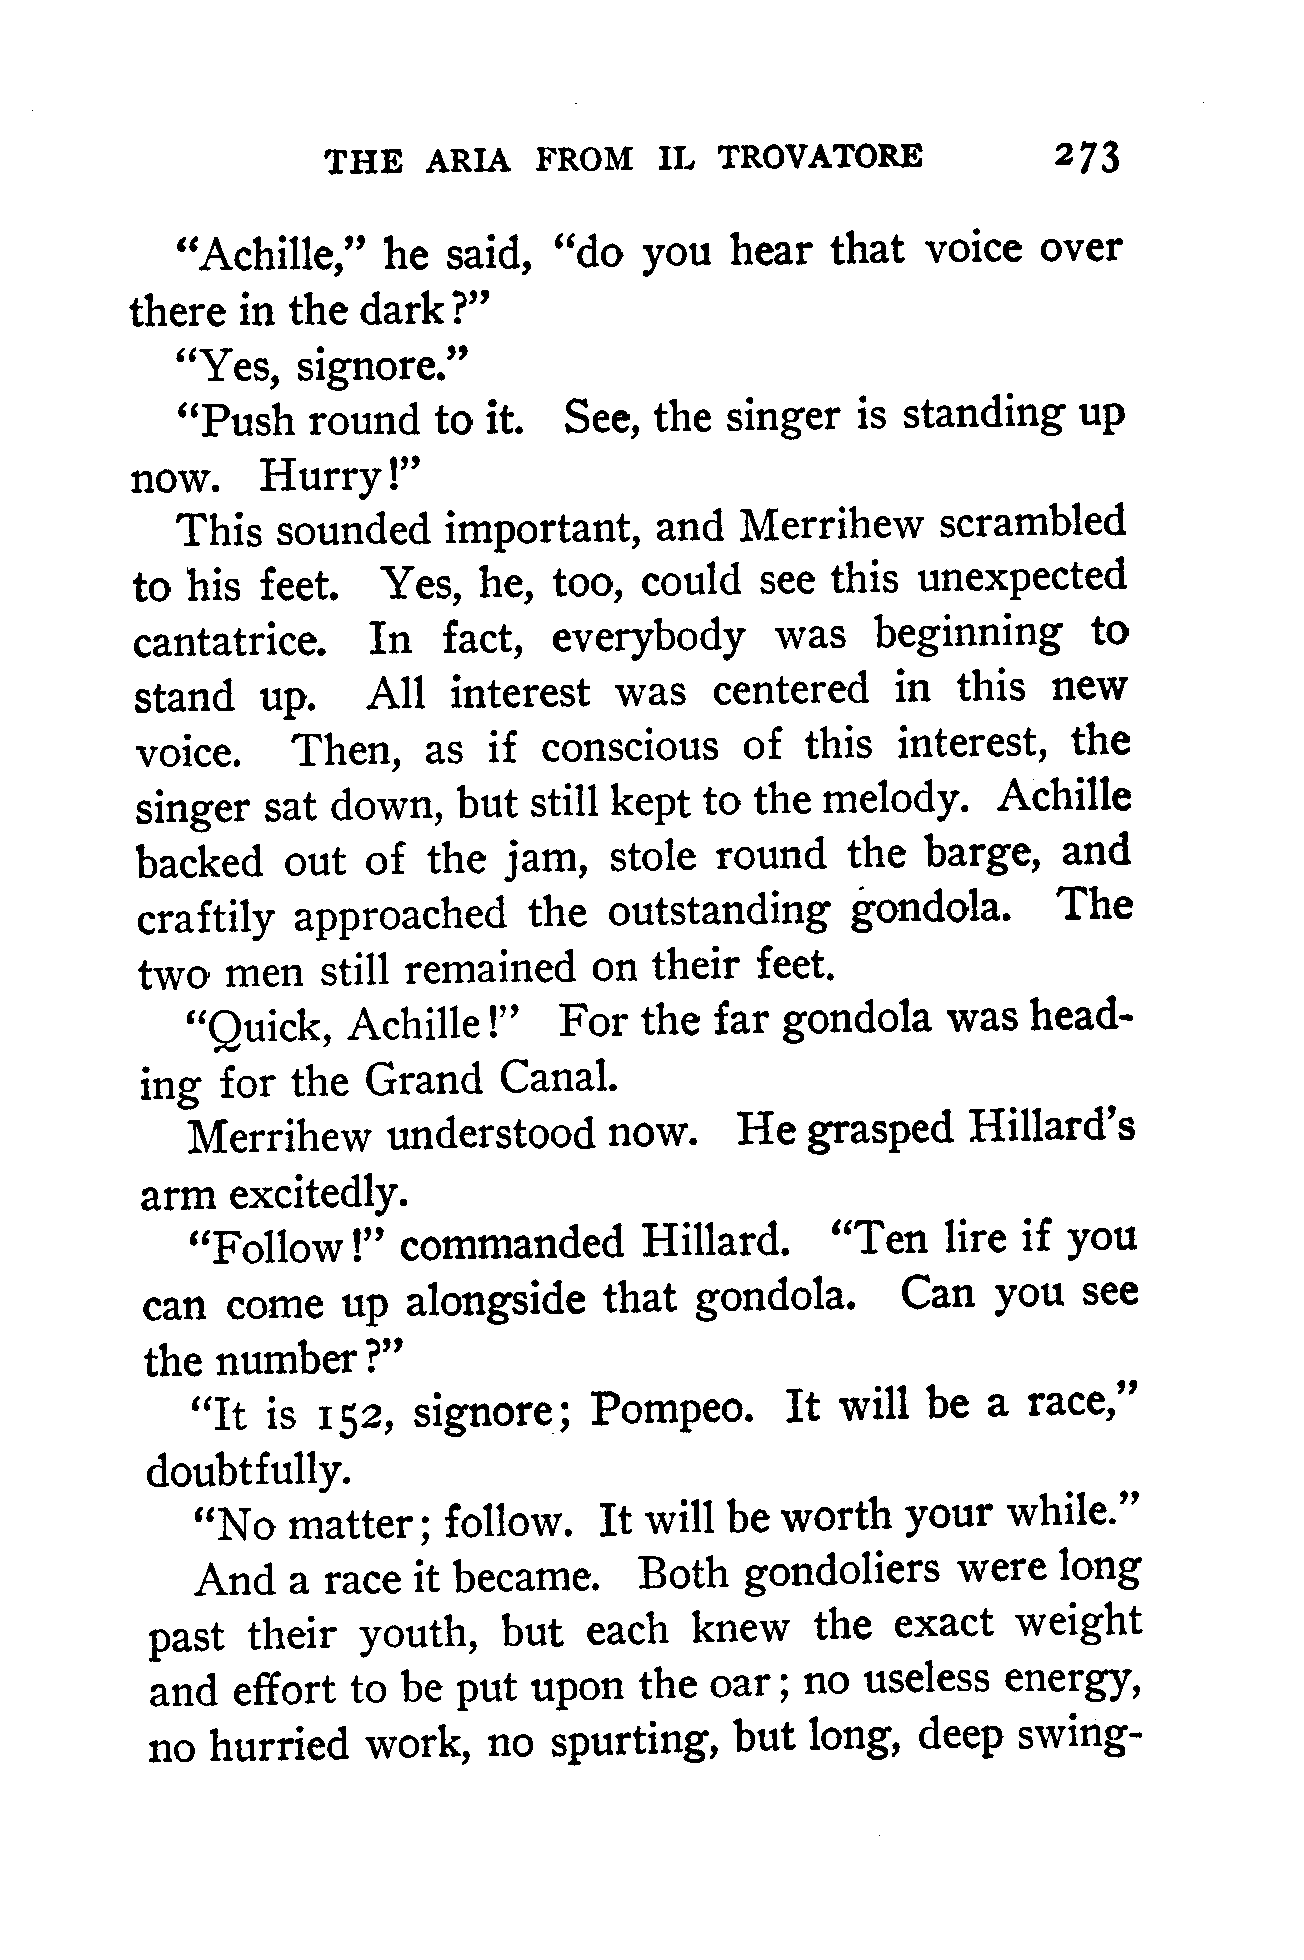 THE ARIA FROM IL TROVATORE 273
"Achille," he said, "do you hear that voice over
there in the dark?"
"Yes, signore."
"Push round to it. See, the singer is standing up
now. Hurry!"
This sounded important, and Merrihew scrambled
to his feet. Yes, he, too, could see this unexpected
cantatrice. In fact, everybody was beginning to
stand up. All interest was centered in this new
voice. Then, as if conscious of this interest, the
singer sat down, but still kept to the melody. Achille
backed out of the jam, stole round the barge, and
craftily approached the outstanding gondola. The
two men still remained on their feet.
"Quick, Achille!" For the far gondola was head-
ing for the Grand Canal.
Merrihew understood now. He grasped Hillard's
arm excitedly.
"Follow!" commanded Hillard. "Ten lire if you
can come up alongside that gondola. Can you see
the number?"
"It is 152, signore; Pompeo. It will be a race,"
doubtfully.
"No matter; follow. It will be worth your while."
And a race it became. Both gondoliers were long
past their youth, but each knew the exact weight
and effort to be put upon the oar; no useless energy,
no hurried work, no spurting, but long, deep swing-